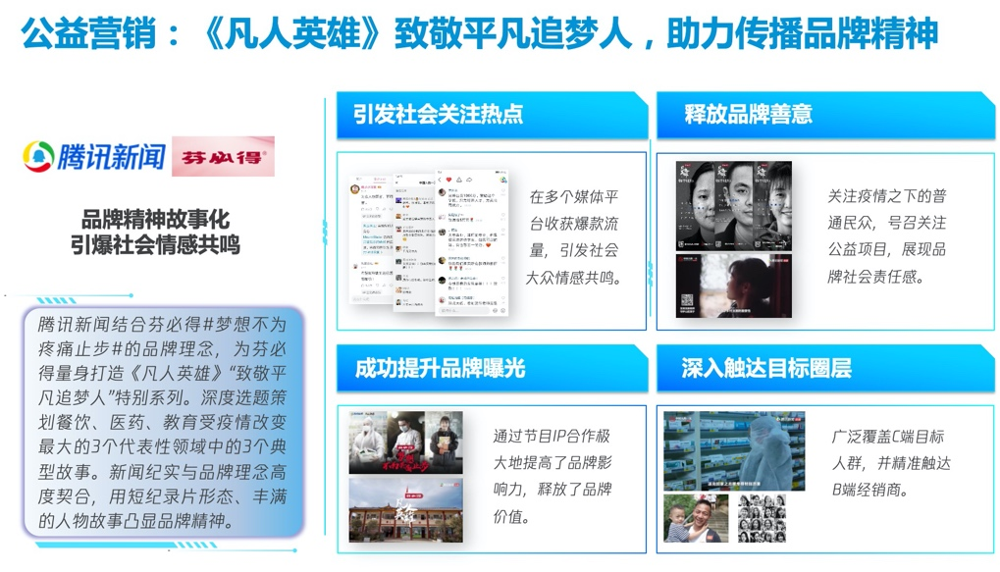 公益营销：《凡人英雄》致敬平凡追梦人，助力传播品牌精神
腾讯新闻 芬必得®
品牌精神故事化
引爆社会情感共鸣
腾讯新闻结合芬必得#梦想不为
疼痛止步#的品牌理念，为芬必
得量身打造《凡人英雄》“致敬平
凡追梦人”特别系列。深度选题策
划餐饮、医药、教育受疫情改变
最大的3个代表性领域中的3个典
型故事。新闻纪实与品牌理念高
度契合，用短纪录片形态、丰满
的人物故事凸显品牌精神。
引发社会关注热点
在多个媒体平
台收获爆款流
量，引发社会
大众情感共鸣。
释放品牌善意
关注疫情之下的普
通民众，号召关注
公益项目，展现品
牌社会责任感。
成功提升品牌曝光
通过节目IP合作极
大地提高了品牌影
响力，释放了品牌
价值。
深入触达目标圈层
广泛覆盖C端目标
人群，并精准触达
B端经销商。